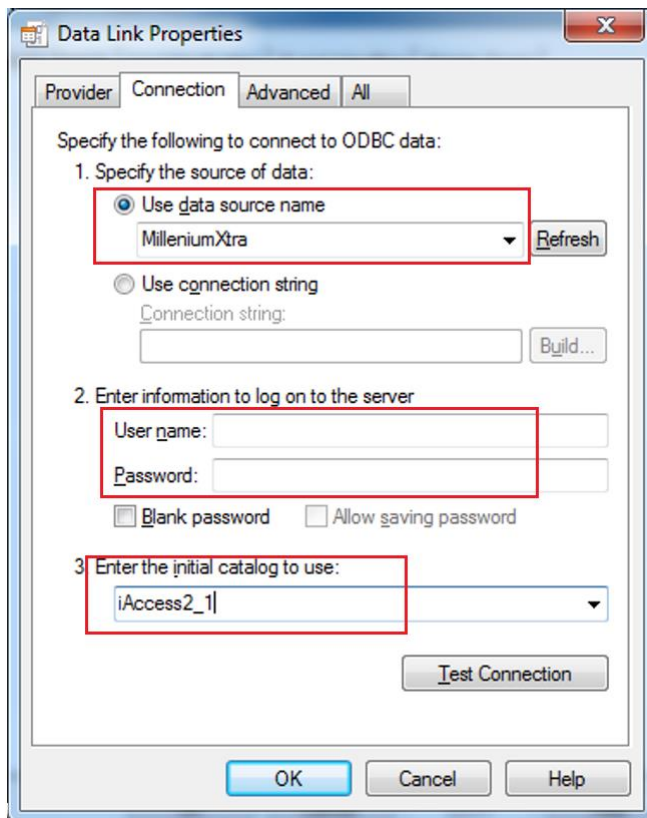 Data Link Properties
Provider Connection Advanced All
Specify the following to connect to ODBC data:
1. Specify the source of data:
Use data source name
MilleniumXtra Refresh
Use connection string
Connection string:
Build...
2. Enter information to log on to the server
User name:
Password:
Blank password Allow saving password
3. Enter the initial catalog to use:
iAccess2_1
Test Connection
OK Cancel Help